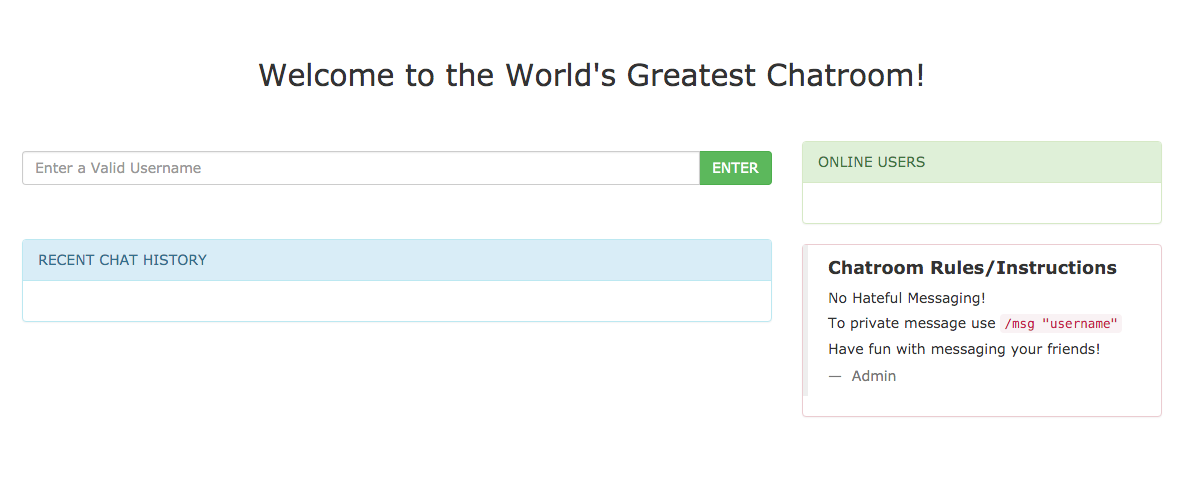 Welcome to the World's Greatest Chatroom!
Enter a Valid Username
ENTER
RECENT CHAT HISTORY
ONLINE USERS
Chatroom Rules/Instructions
No Hateful Messaging!
To private message use /msg "username"
Have fun with messaging your friends!
— Admin